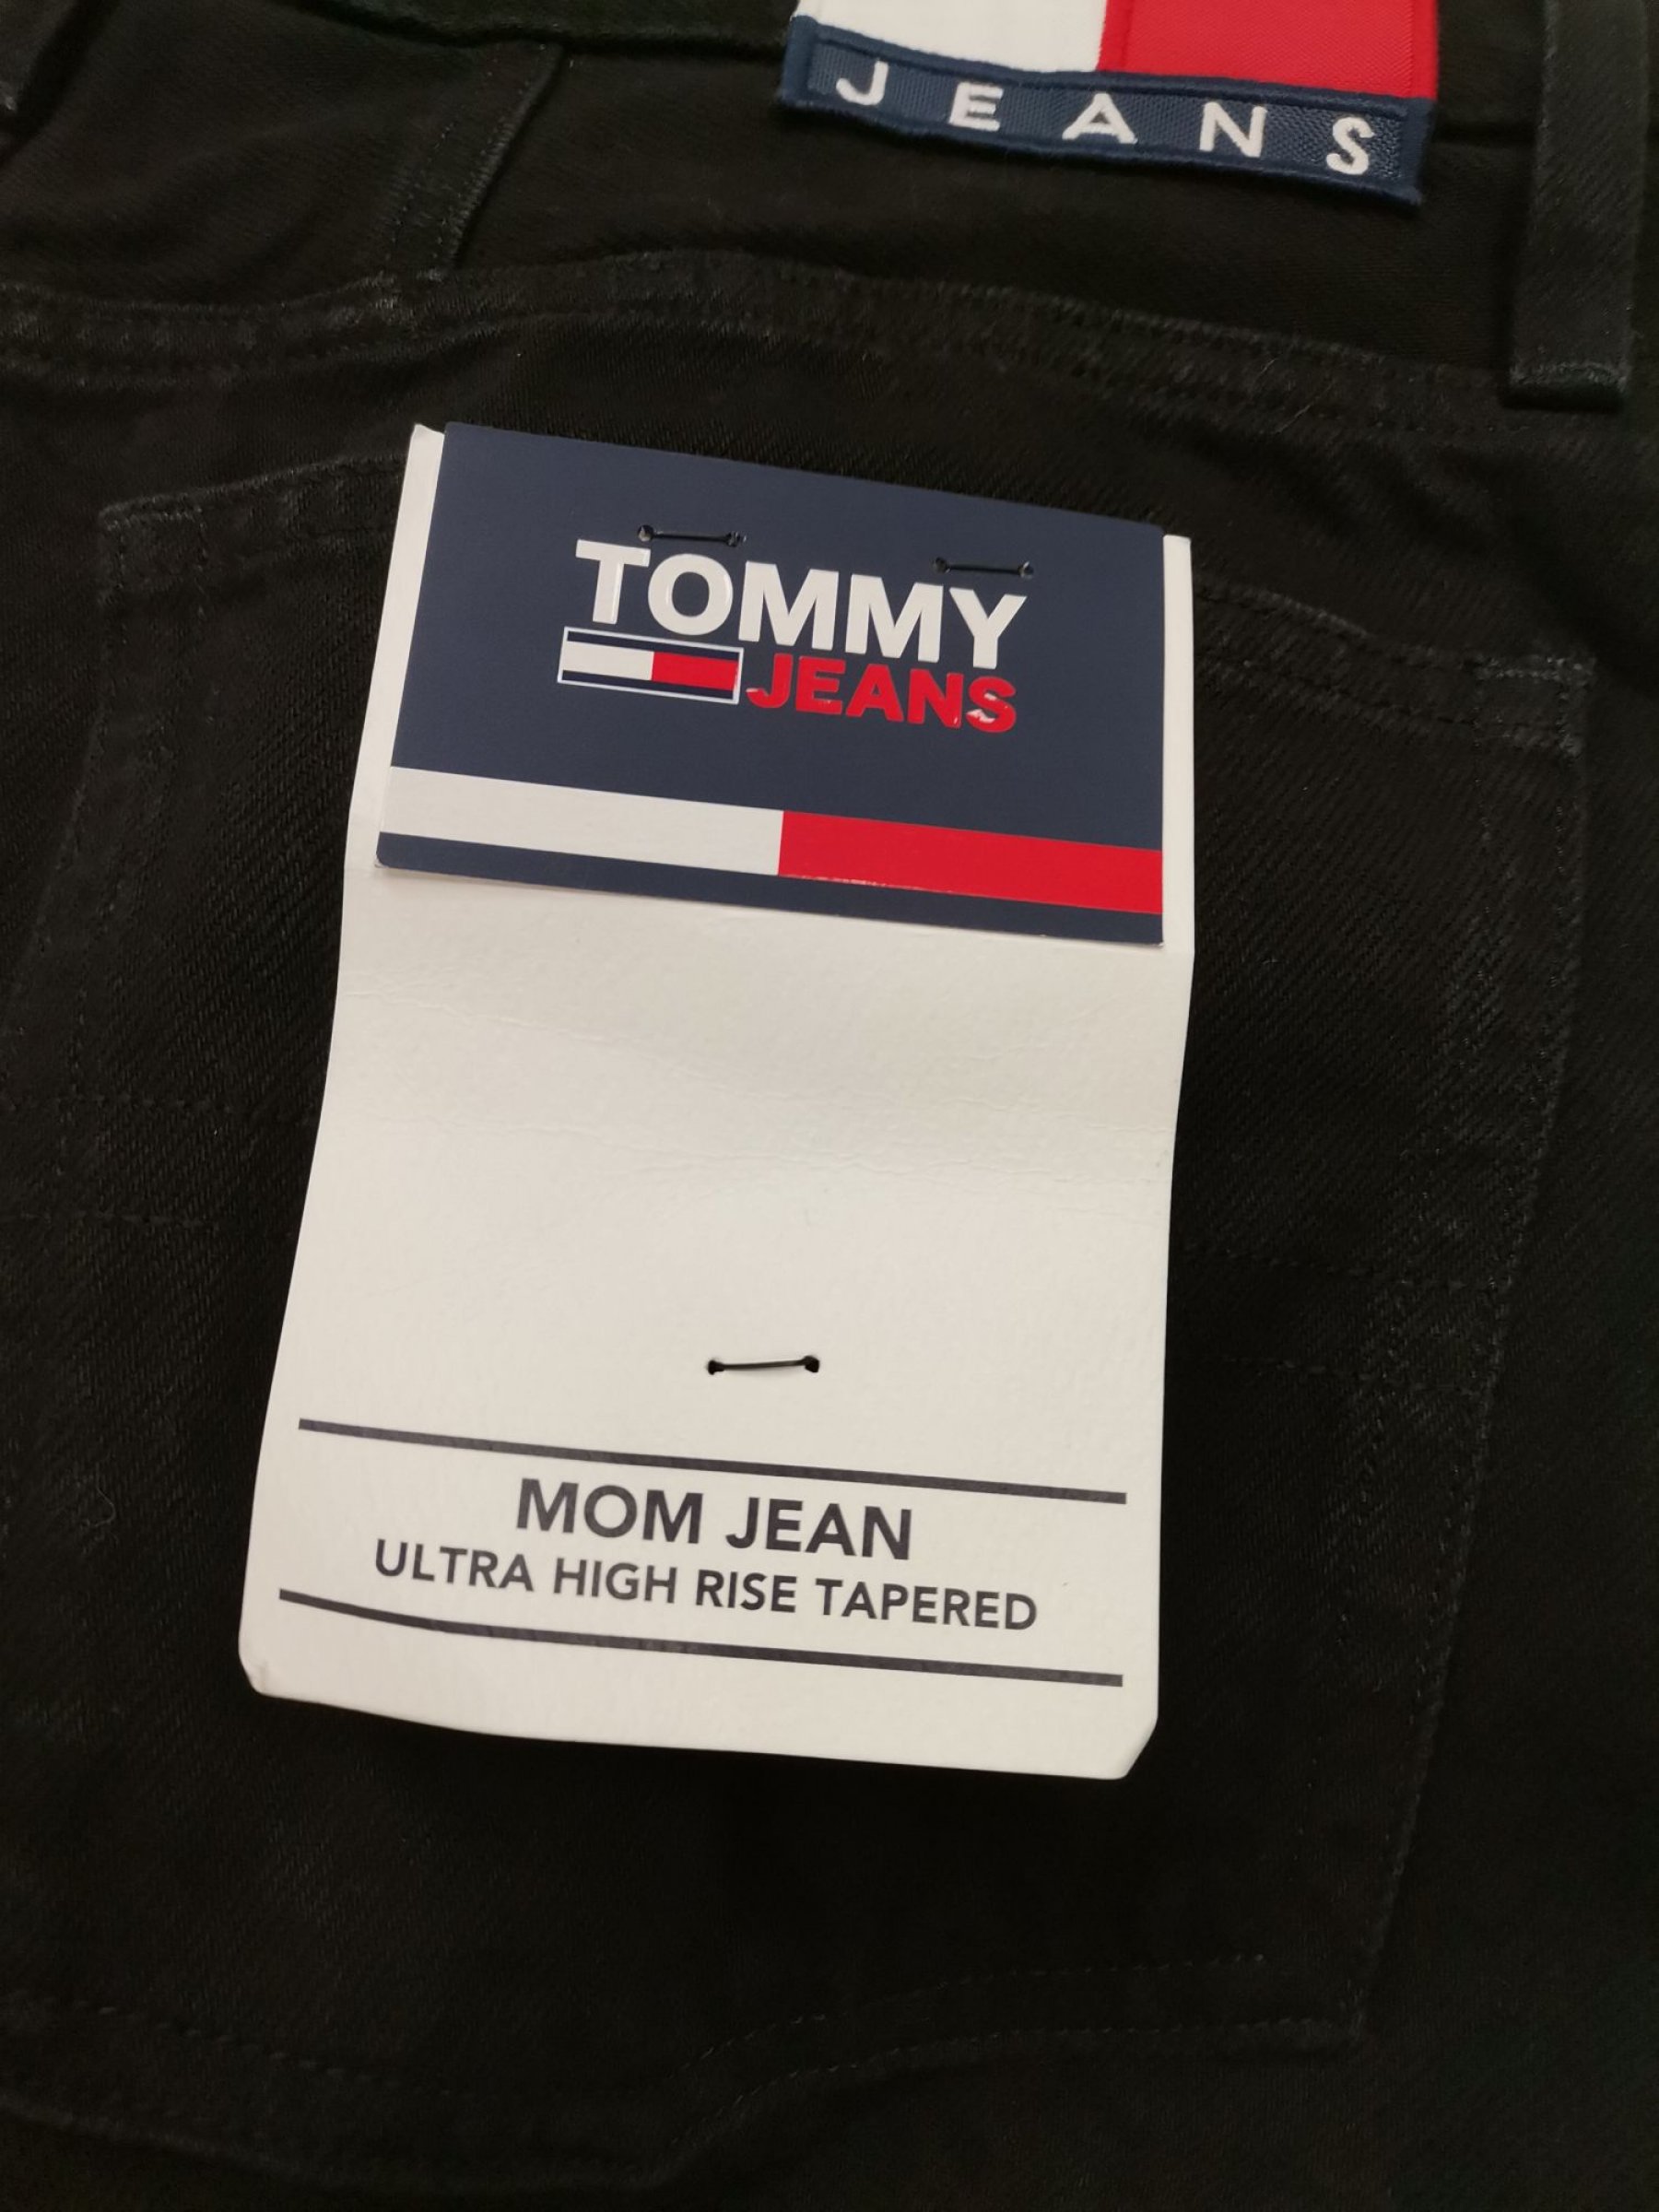 JEANS
TOMMY
JEANS
MOM JEAN
ULTRA HIGH RISE TAPERED